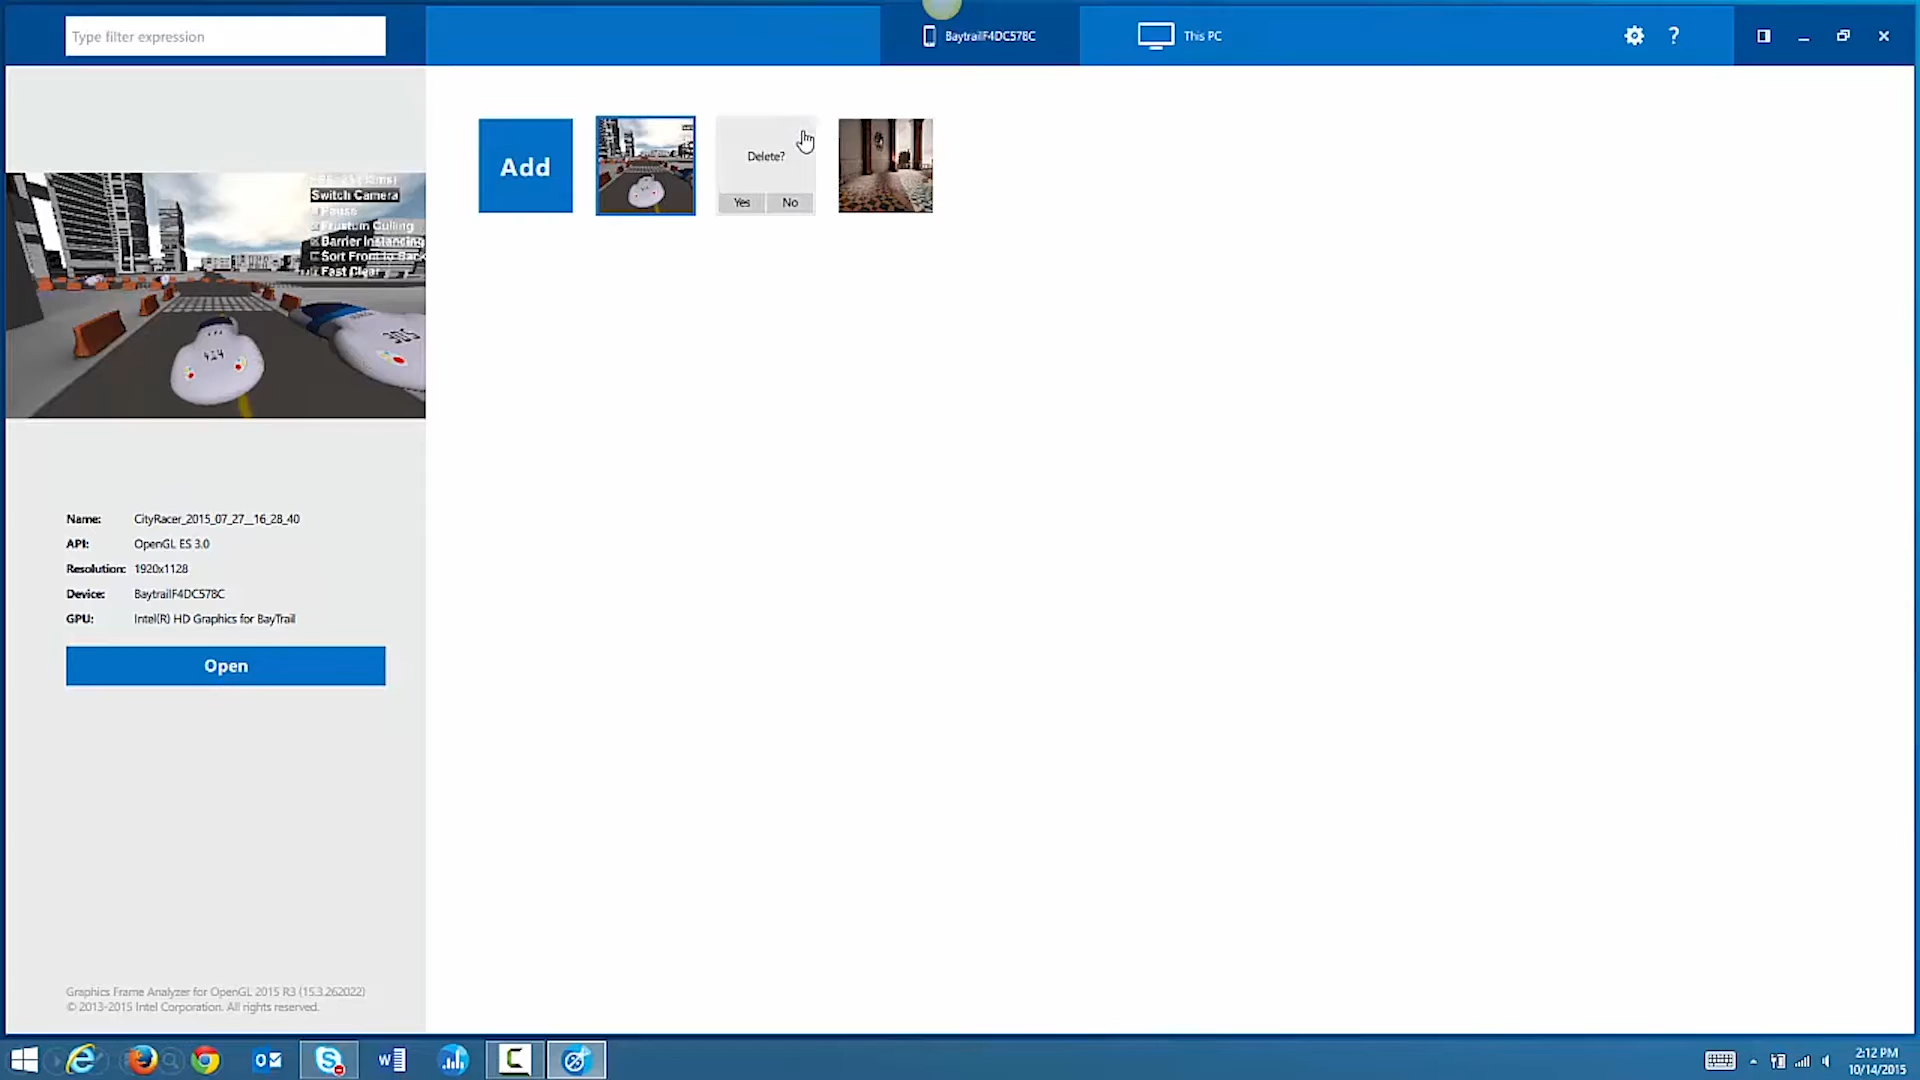 Type filter expression
BaytrailF4DC578C
This PC
?
Add
Delete?
Yes No
Switch Camera
Pause
Frustum Culling
Barrier Instancing
Sort Front to Back
Fast Clear
424
305
Name: CityRacer_2015_07_27__16_28_40
API: OpenGL ES 3.0
Resolution: 1920x1128
Device: BaytrailF4DC578C
GPU: Intel(R) HD Graphics for BayTrail
Open
Graphics Frame Analyzer for OpenGL 2015 R3 (15.3.262022)
© 2013-2015 Intel Corporation. All rights reserved.
2:12 PM
10/14/2015